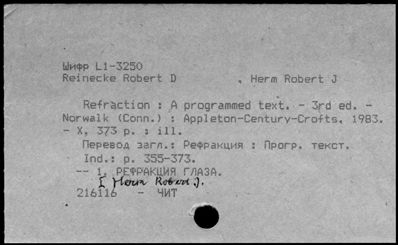 Шифр L1-3250
Reinecke Robert D , Herm Robert J
Refraction : A programmed text. - 3rd ed. -
Norwalk (Conn.) : Appleton-Century-Crofts, 1983.
- X, 373 p. : ill.
Перевод загл.: Рефракция : Прогр. текст.
Ind.: p. 355-373.
-- 1. РЕФРАКЦИЯ ГЛАЗА.
I Herm Robert J.
216116 - ЧИТ